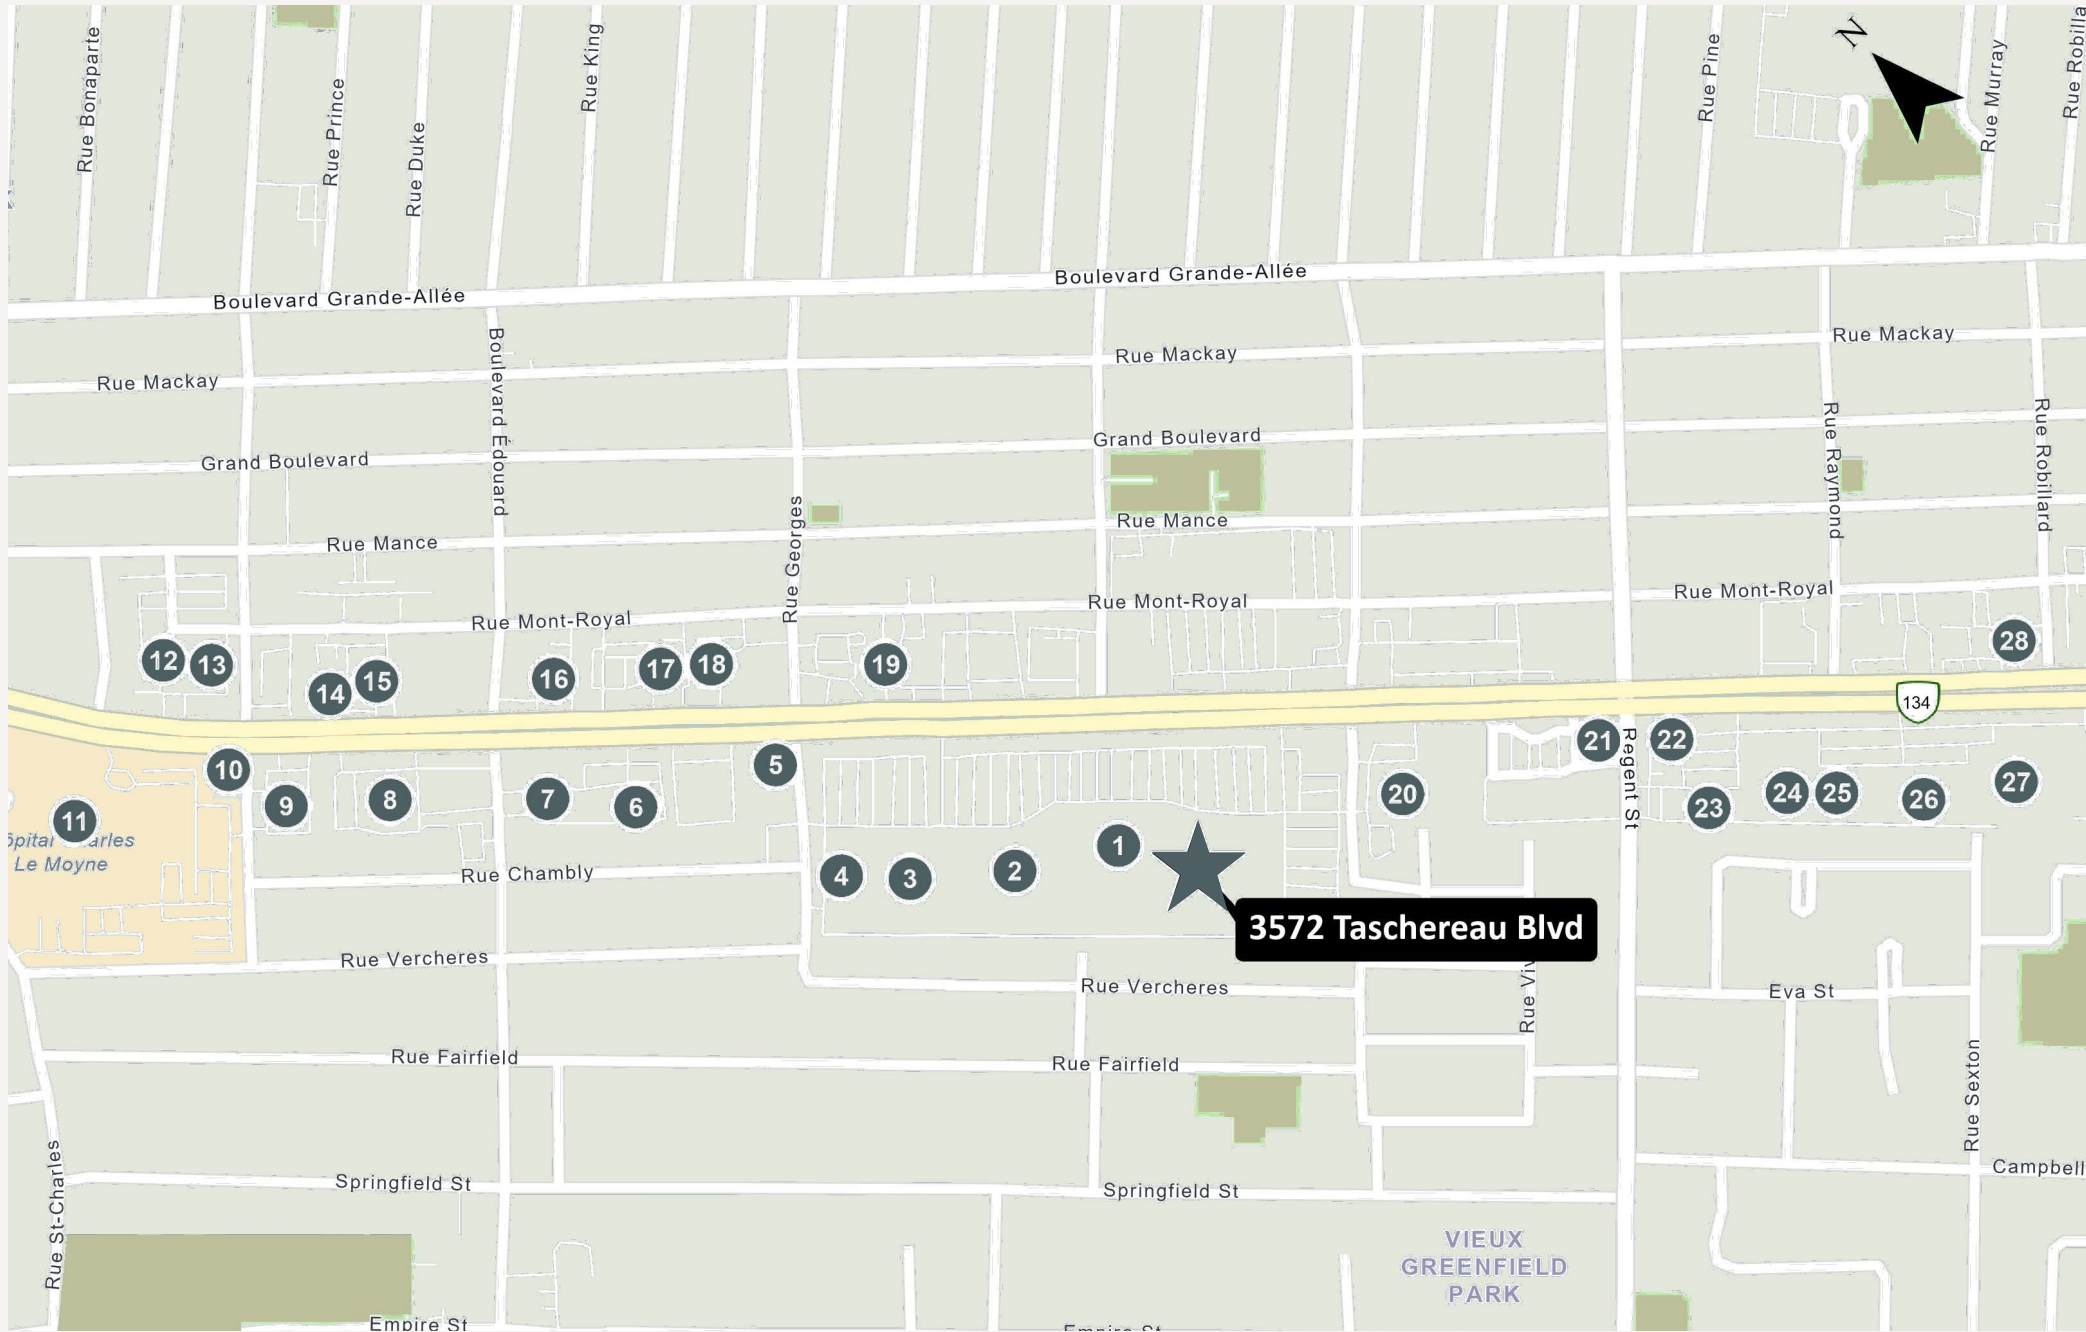 N
Rue Bonaparte
Rue Prince
Rue Duke
Rue King
Rue Pine
Rue Murray
Boulevard Grande-Allée
Boulevard Grande-Allée
Boulevard Édouard
Rue Mackay
Rue Mackay
Rue Mackay
Grand Boulevard
Grand Boulevard
Rue Georges
Rue Raymond
Rue Robillard
Rue Mance
Rue Mance
Rue Mont-Royal
Rue Mont-Royal
Rue Mont-Royal
12
13
14
15
16
17
18
19
28
134
10
9
8
7
6
5
11
4
3
2
1
20
21
22
23
24
25
26
27
Regent St
Le Moyne
3572 Taschereau Blvd
Rue Chambly
Rue Vercheres
Rue Vercheres
Rue
Eva St
Rue Fairfield
Rue Fairfield
Rue Sexton
Rue St-Charles
Springfield St
Springfield St
Campbell
VIEUX
GREENFIELD
PARK
Empire St